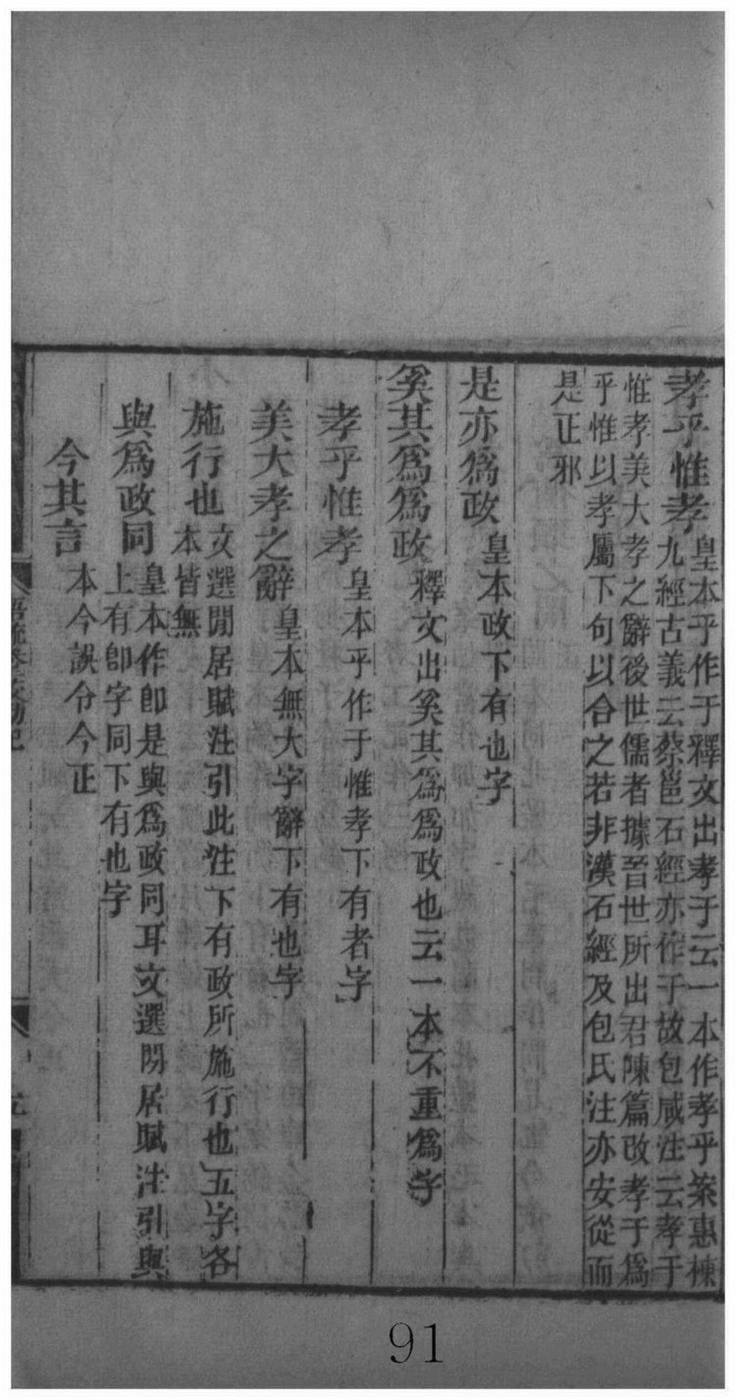 孝乎惟孝皇本乎作于釋文出孝于云一本作孝乎案惠棟
九經古義云蔡邕石經亦作于故包咸注云孝于
惟孝美大孝之辭後世儒者據晉世所出君陳篇改孝于爲
乎惟以孝屬下句以合之若非漢石經及包氏注亦安從而
是正邪
是亦爲政皇本政下有也字
奚其爲爲政釋文出奚其爲爲政也云一本不重爲字
孝乎惟孝皇本乎作于惟孝下有者字
美大孝之辭皇本無大字辭下有也字
施行也文選閒居賦注引此注下有政所施行也五字各
本皆無
與爲政同皇本作卽是與爲政同耳文選閒居賦注引與
上有卽字同下有也字
今其言本今誤令今正
五
91